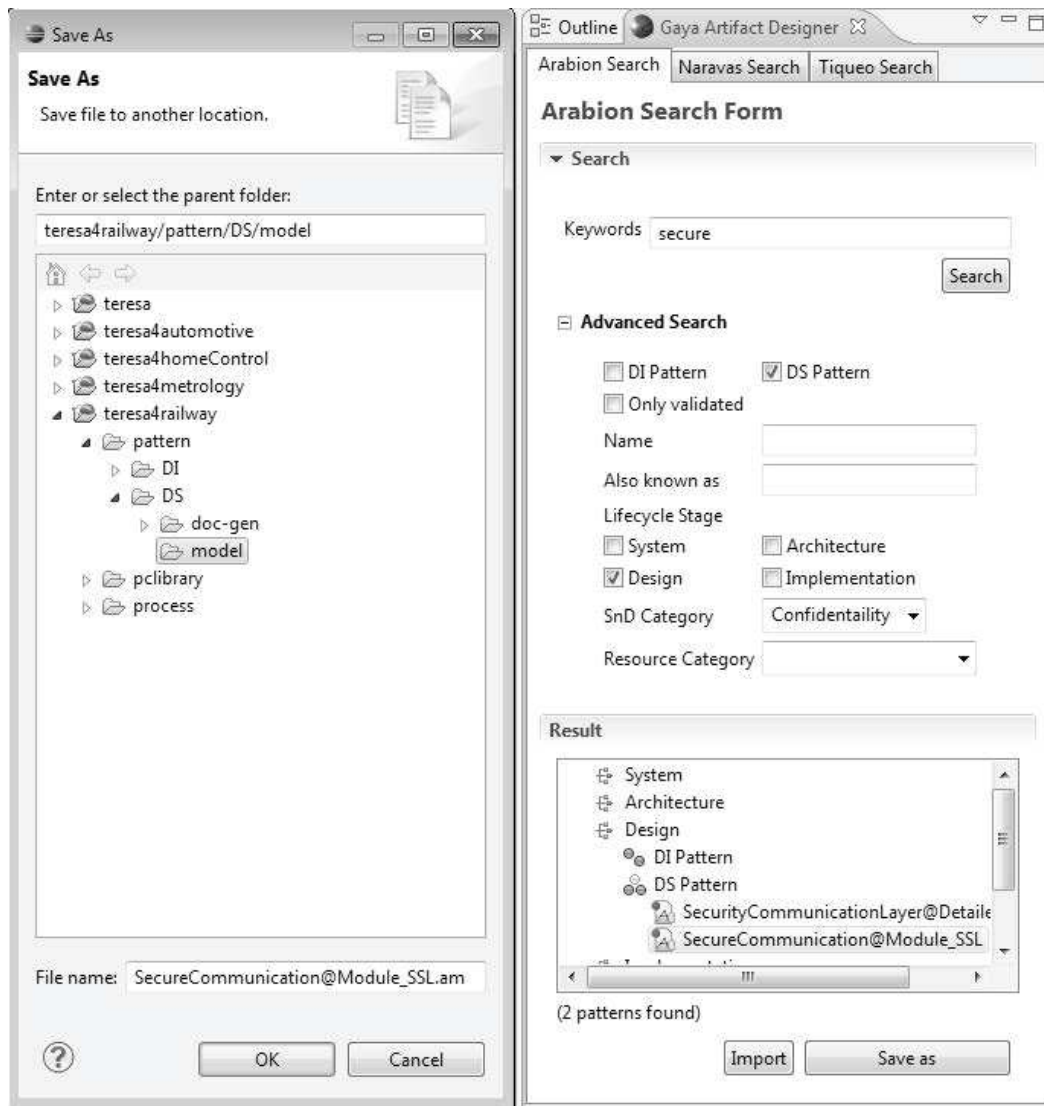 Save As
Save As
Save file to another location.
Enter or select the parent folder:
teresa4railway/pattern/DS/model
teresa
teresa4automotive
teresa4homeControl
teresa4metrology
teresa4railway
pattern
DI
DS
doc-gen
model
pclibrary
process
File name: SecureCommunication@Module_SSL.am
OK Cancel
Outline Gaya Artifact Designer
Arabion Search Naravas Search Tiqueo Search
Arabion Search Form
Search
Keywords secure
Search
Advanced Search
DI Pattern DS Pattern
Only validated
Name
Also known as
Lifecycle Stage
System Architecture
Design Implementation
SnD Category Confidentaility
Resource Category
Result
System
Architecture
Design
DI Pattern
DS Pattern
SecurityCommunicationLayer@Detaile
SecureCommunication@Module_SSL
(2 patterns found)
Import Save as